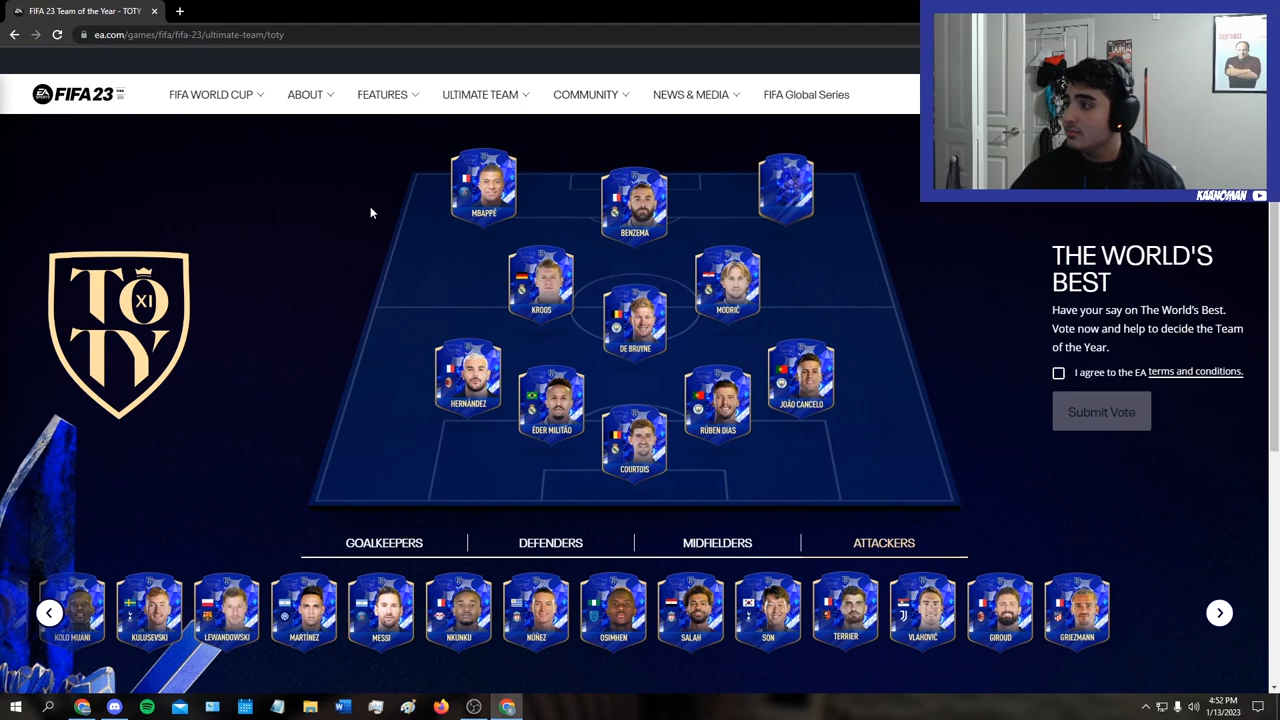 FIFA 23 Team of the Year - TOTY
ea.com/games/fifa/fifa-23/ultimate-team/toty
EA SPORTS FIFA 23
FIFA WORLD CUP
ABOUT
FEATURES
ULTIMATE TEAM
COMMUNITY
NEWS & MEDIA
FIFA Global Series
KAANOMAN
MBAPPÉ
BENZEMA
KROOS
MODRIĆ
DE BRUYNE
HERNÁNDEZ
ÉDER MILITÃO
RÚBEN DIAS
JOÃO CANCELO
COURTOIS
TOTY
XI
THE WORLD'S
BEST
Have your say on The World's Best.
Vote now and help to decide the Team
of the Year.
I agree to the EA terms and conditions.
Submit Vote
GOALKEEPERS
DEFENDERS
MIDFIELDERS
ATTACKERS
KOLO MUANI
KULUSEVSKI
LEWANDOWSKI
MARTÍNEZ
MESSI
NKUNKU
NÚÑEZ
OSIMHEN
SALAH
SON
TERRIER
VLAHOVIĆ
GIROUD
GRIEZMANN
4:52 PM
1/13/2023